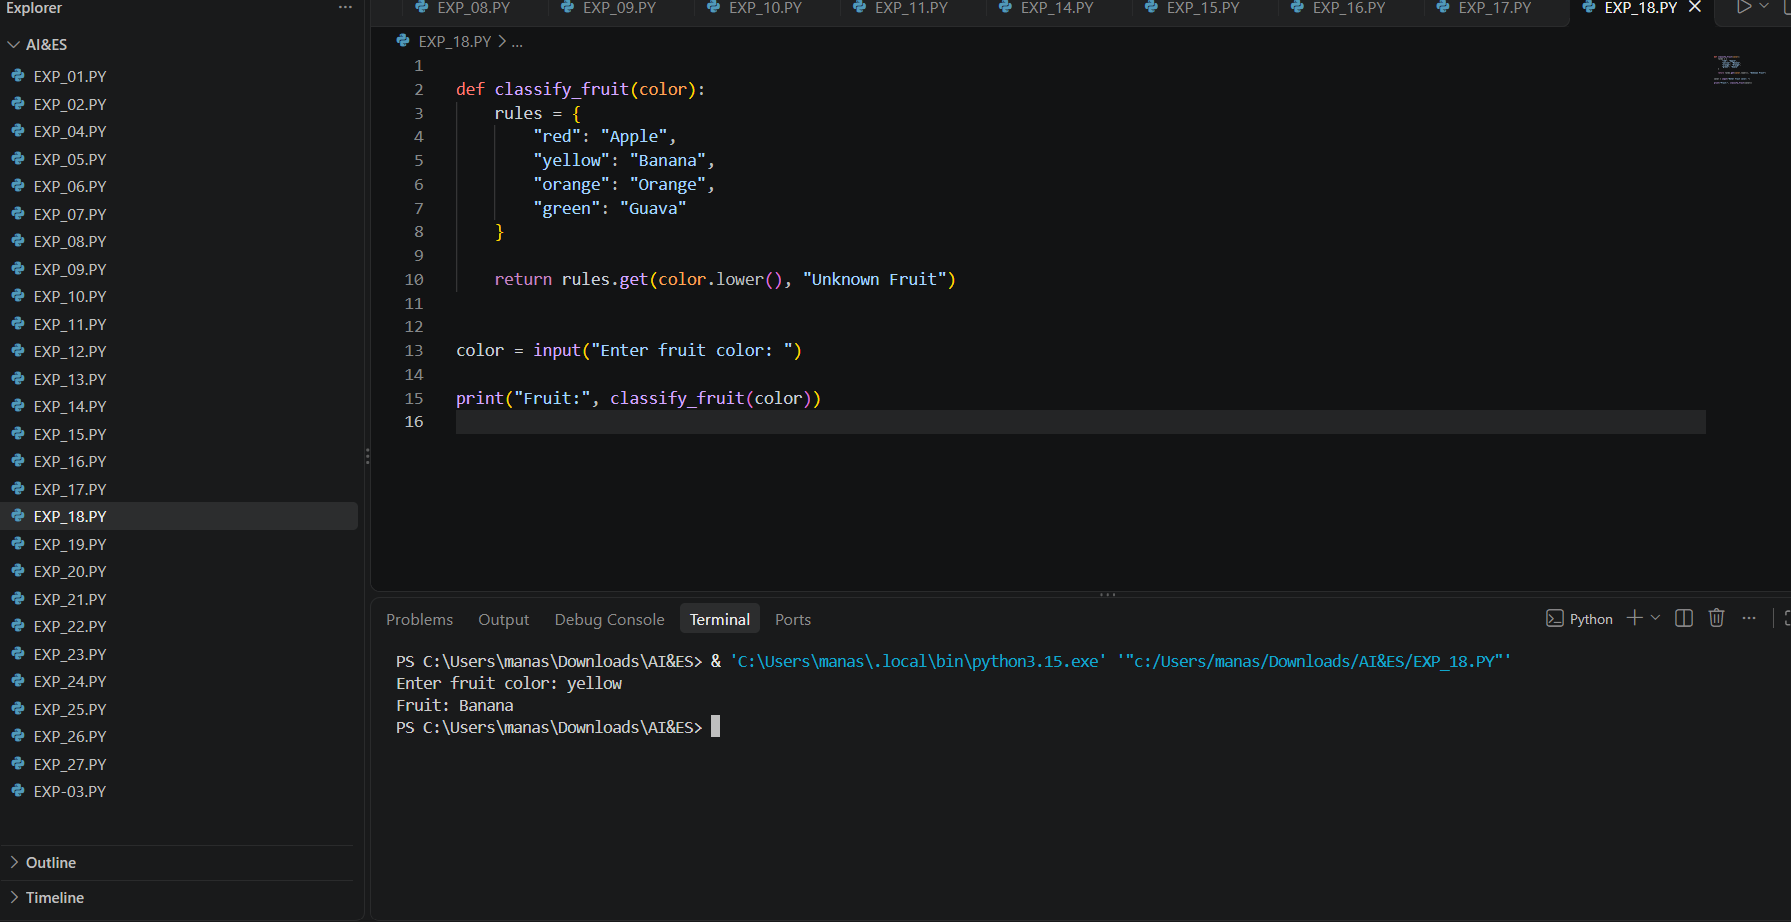 Explorer
AI&ES
EXP_01.PY
EXP_02.PY
EXP_04.PY
EXP_05.PY
EXP_06.PY
EXP_07.PY
EXP_08.PY
EXP_09.PY
EXP_10.PY
EXP_11.PY
EXP_12.PY
EXP_13.PY
EXP_14.PY
EXP_15.PY
EXP_16.PY
EXP_17.PY
EXP_18.PY
EXP_19.PY
EXP_20.PY
EXP_21.PY
EXP_22.PY
EXP_23.PY
EXP_24.PY
EXP_25.PY
EXP_26.PY
EXP_27.PY
EXP-03.PY
Outline
Timeline
EXP_08.PY EXP_09.PY EXP_10.PY EXP_11.PY EXP_14.PY EXP_15.PY EXP_16.PY EXP_17.PY EXP_18.PY
EXP_18.PY > ...
1
2 def classify_fruit(color):
3     rules = {
4         "red": "Apple",
5         "yellow": "Banana",
6         "orange": "Orange",
7         "green": "Guava"
8     }
9
10     return rules.get(color.lower(), "Unknown Fruit")
11
12
13 color = input("Enter fruit color: ")
14
15 print("Fruit:", classify_fruit(color))
16
Problems Output Debug Console Terminal Ports Python
PS C:\Users\manas\Downloads\AI&ES> & 'C:\Users\manas\.local\bin\python3.15.exe' '"c:/Users/manas/Downloads/AI&ES/EXP_18.PY"'
Enter fruit color: yellow
Fruit: Banana
PS C:\Users\manas\Downloads\AI&ES>